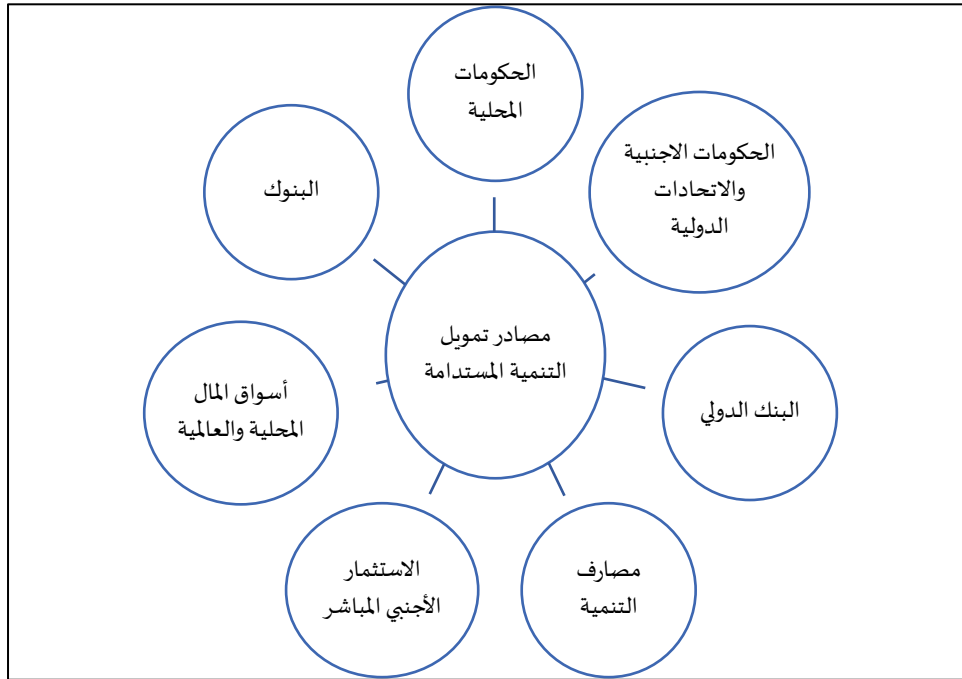 الحكومات
المحلية
الحكومات الاجنبية
والاتحادات
الدولية
البنوك
مصادر تمويل
التنمية المستدامة
البنك الدولي
أسواق المال
المحلية والعالمية
مصارف
التنمية
الاستثمار
الأجنبي المباشر